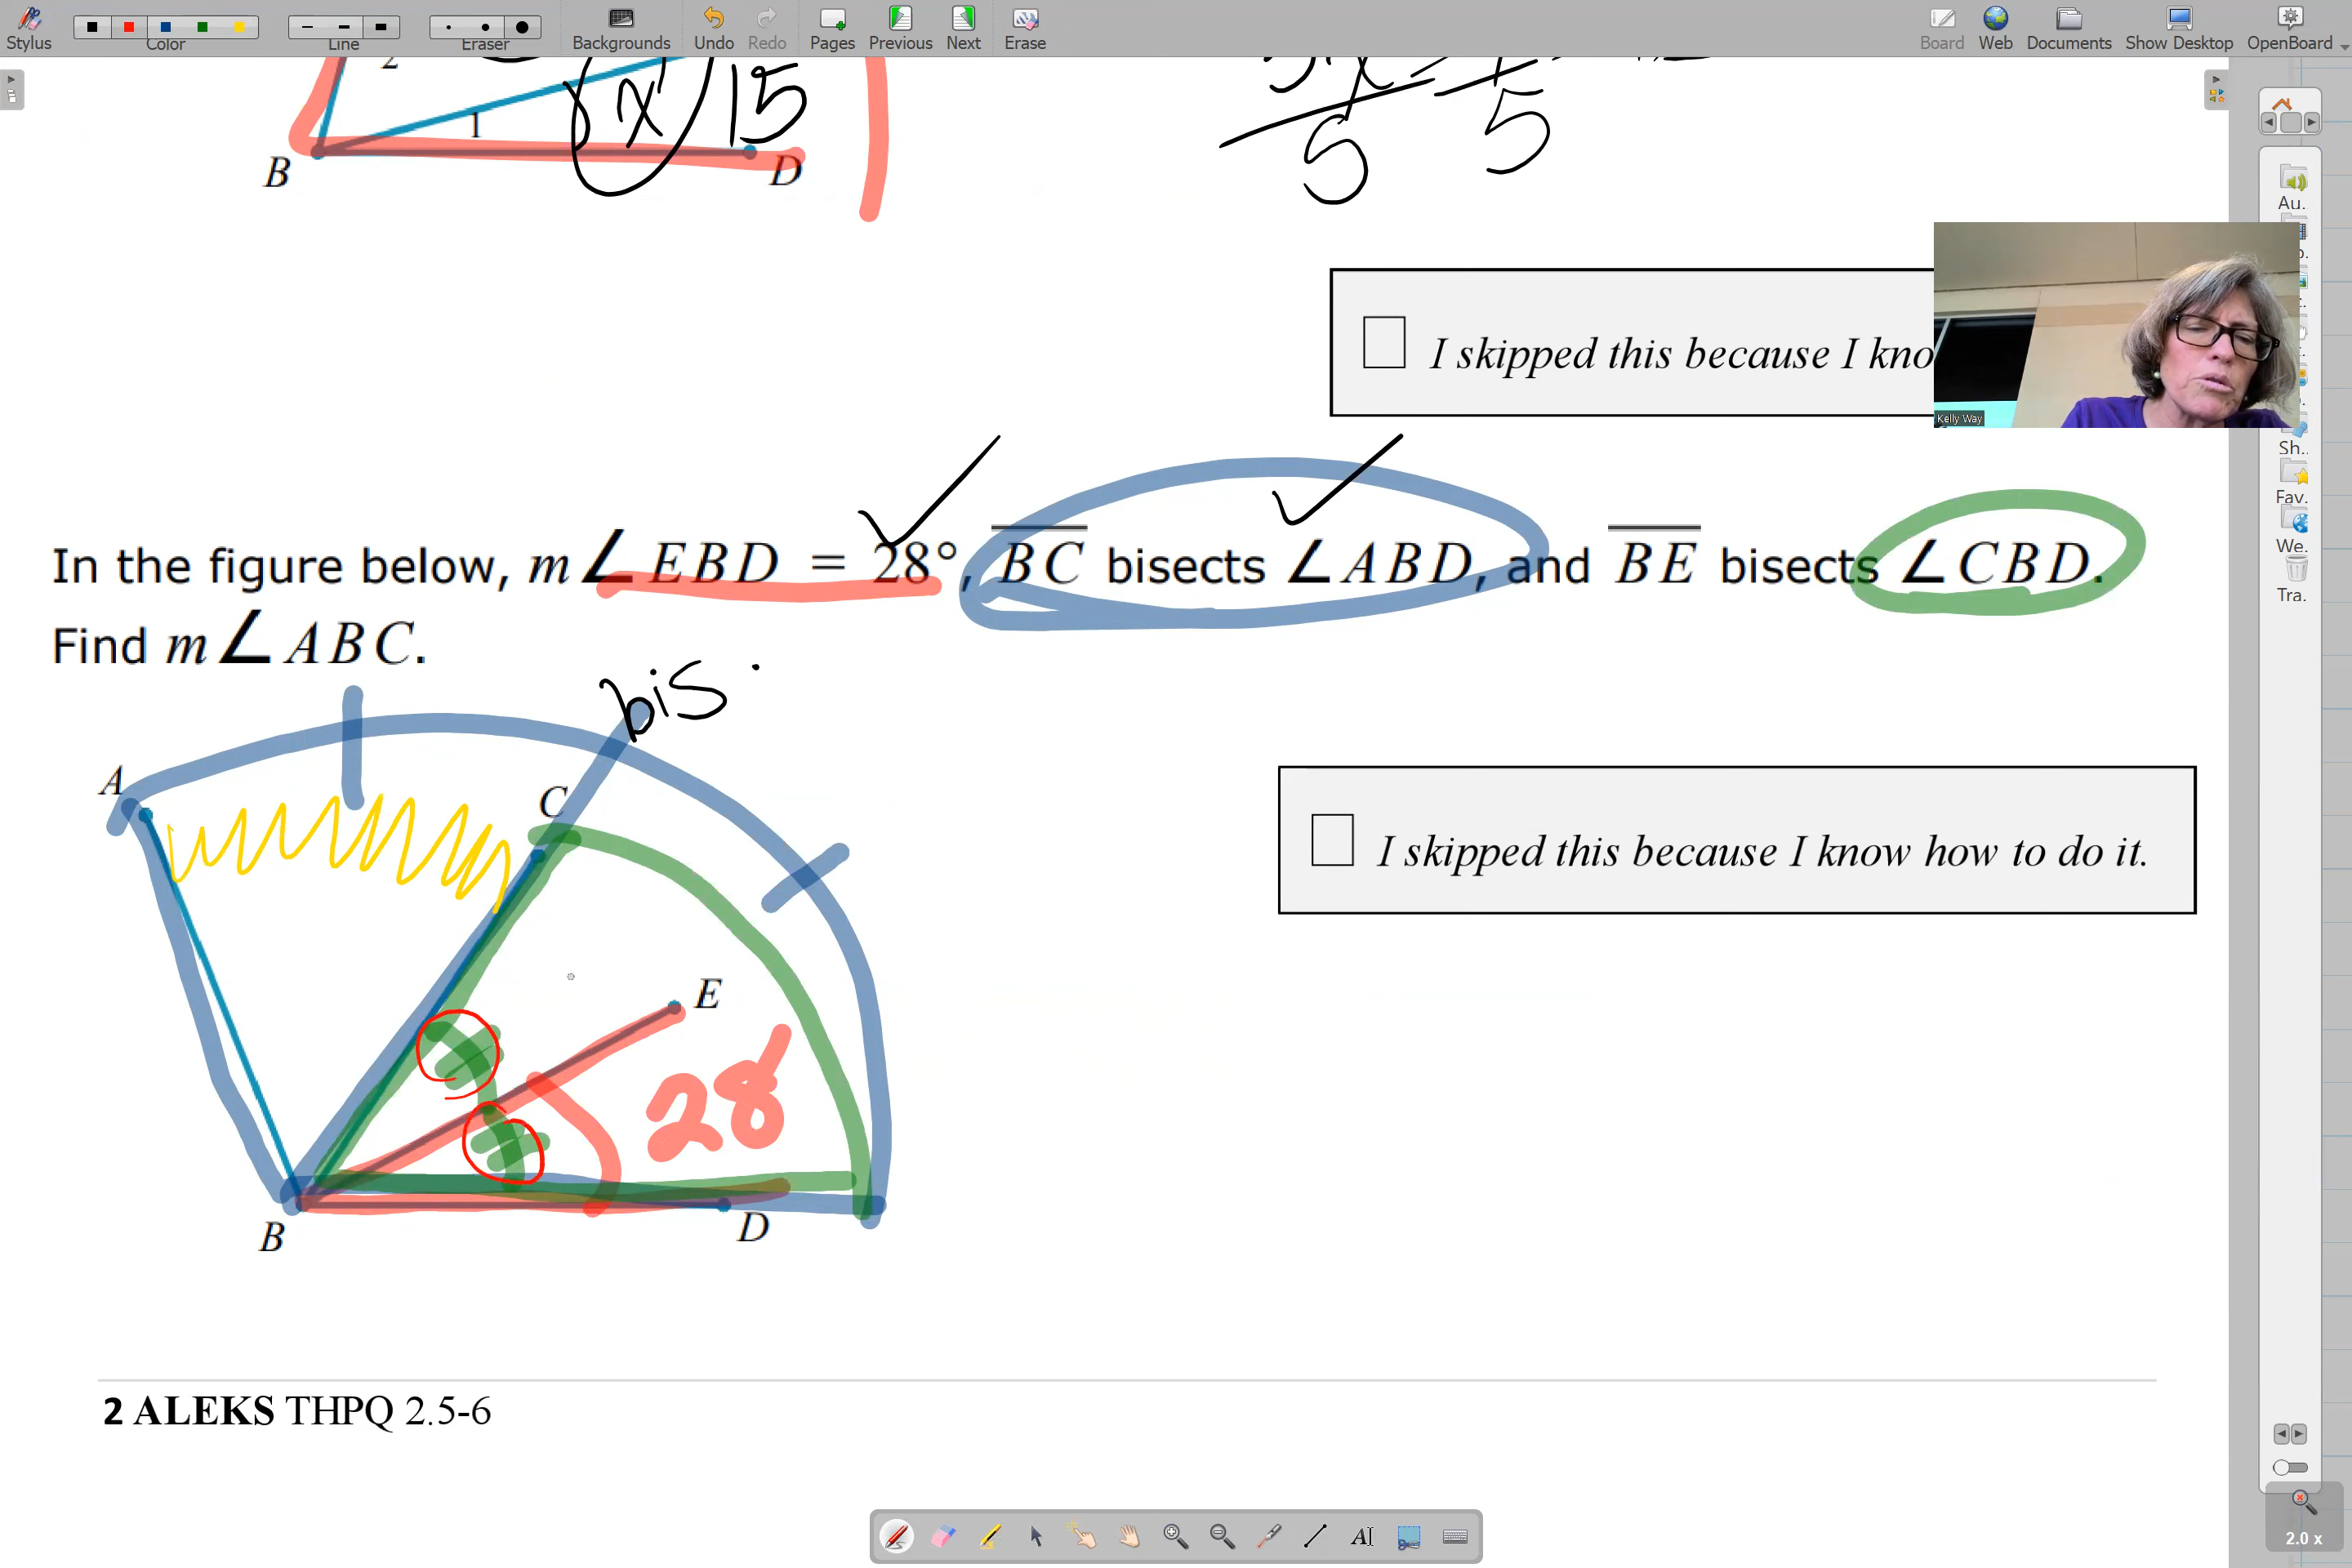 Stylus Color Line Eraser Backgrounds Undo Redo Pages Previous Next Erase Board Web Documents Show Desktop OpenBoard
2
1
x 15
B
D
5
5
Au.
Kelly Way
I skipped this because I kno
Sh..
Fav.
We.
Tra.
In the figure below, m∠EBD = 28°, BC bisects ∠ABD, and BE bisects ∠CBD.
Find m∠ABC.
bis.
A
C
I skipped this because I know how to do it.
E
28
B
D
2 ALEKS THPQ 2.5-6
2.0 x